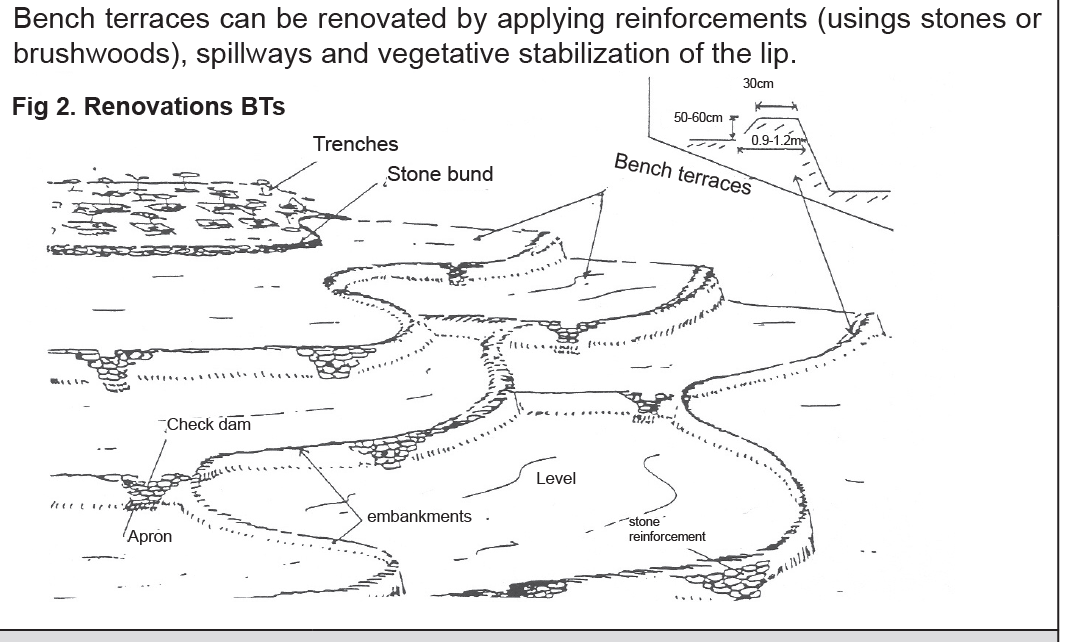 Bench terraces can be renovated by applying reinforcements (usings stones or
brushwoods), spillways and vegetative stabilization of the lip.
Fig 2. Renovations BTs
30cm
50-60cm
0.9-1.2m
Trenches
Stone bund
Bench terraces
Check dam
Level
embankments
stone
reinforcement
Apron